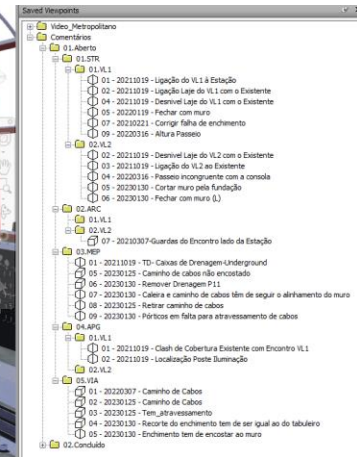 Saved Viewpoints
Video_Metropolitano
Comentários
01.Aberto
01.STR
01.VL1
01 - 20211019 - Ligação do VL1 à Estação
02 - 20211019 - Ligação Laje do VL1 com o Existente
04 - 20211019 - Desnivel Laje do VL1 com o Existente
05 - 20220119 - Fechar com muro
07 - 20210221 - Corrigir falha de enchimento
09 - 20220316 - Altura Passeio
02.VL2
02 - 20211019 - Desnivel Laje do VL2 com o Existente
03 - 20211019 - Ligação do VL2 ao Existente
04 - 20220316 - Passeio incongruente com a consola
05 - 20230130 - Cortar muro pela fundação
06 - 20230130 - Fechar com muro (L)
02.ARC
01.VL1
02.VL2
07 - 20210307-Guardas do Encontro lado da Estação
03.MEP
01 - 20211019 - TD- Caixas de Drenagem-Underground
05 - 20230125 - Caminho de cabos não encostado
06 - 20230130 - Remover Drenagem P11
07 - 20230130 - Caleira e caminho de cabos têm de seguir o alinhamento do muro
08 - 20230125 - Retirar caminho de cabos
09 - 20230130 - Pórticos em falta para atravessamento de cabos
04.APG
01.VL1
01 - 20211019 - Clash de Cobertura Existente com Encontro VL1
02 - 20211019 - Localização Poste Iluminação
02.VL2
05.VIA
01 - 20220307 - Caminho de Cabos
02 - 20230125 - Caminho de Cabos
03 - 20230125 - Tem_atravessamento
04 - 20230130 - Recorte do enchimento tem de ser igual ao do tabuleiro
05 - 20230130 - Enchimento tem de encostar ao muro
02.Concluído